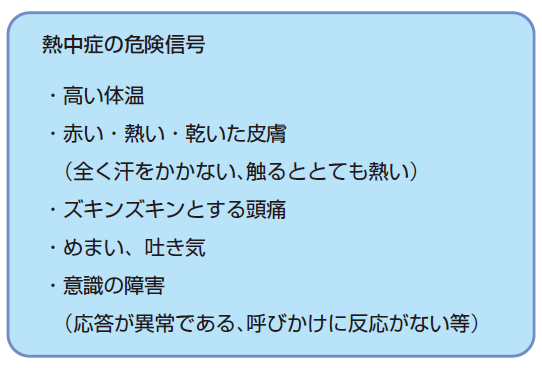 熱中症の危険信号
・高い体温
・赤い・熱い・乾いた皮膚
（全く汗をかかない、触るととても熱い）
・ズキンズキンとする頭痛
・めまい、吐き気
・意識の障害
（応答が異常である、呼びかけに反応がない等）